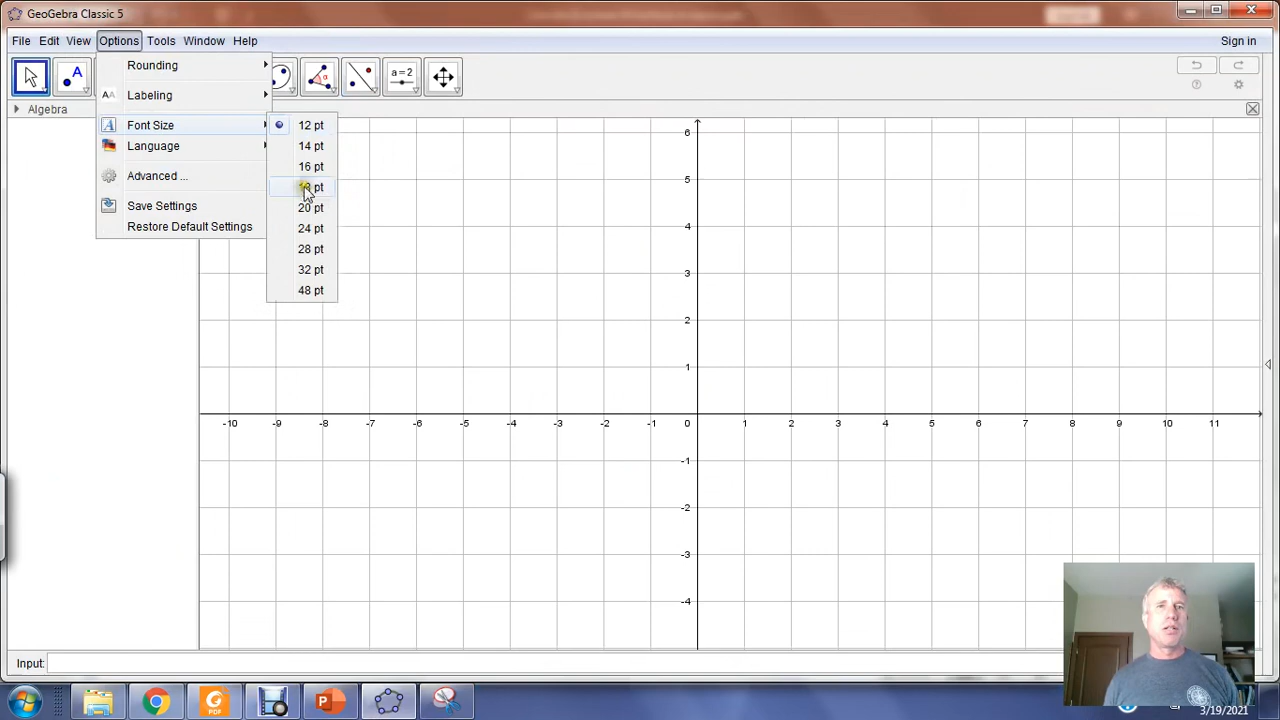 GeoGebra Classic 5
File Edit View Options Tools Window Help Sign in
A α a=2
Rounding
Algebra
AA Labeling
A Font Size
Language
Advanced ...
Save Settings
Restore Default Settings
12 pt
14 pt
16 pt
pt
20 pt
24 pt
28 pt
32 pt
48 pt
6
5
4
3
2
1
-10 -9 -8 -7 -6 -5 -4 -3 -2 -1 0 1 2 3 4 5 6 7 8 9 10 11
-1
-2
-3
-4
Input:
PDF
P
3/19/2021